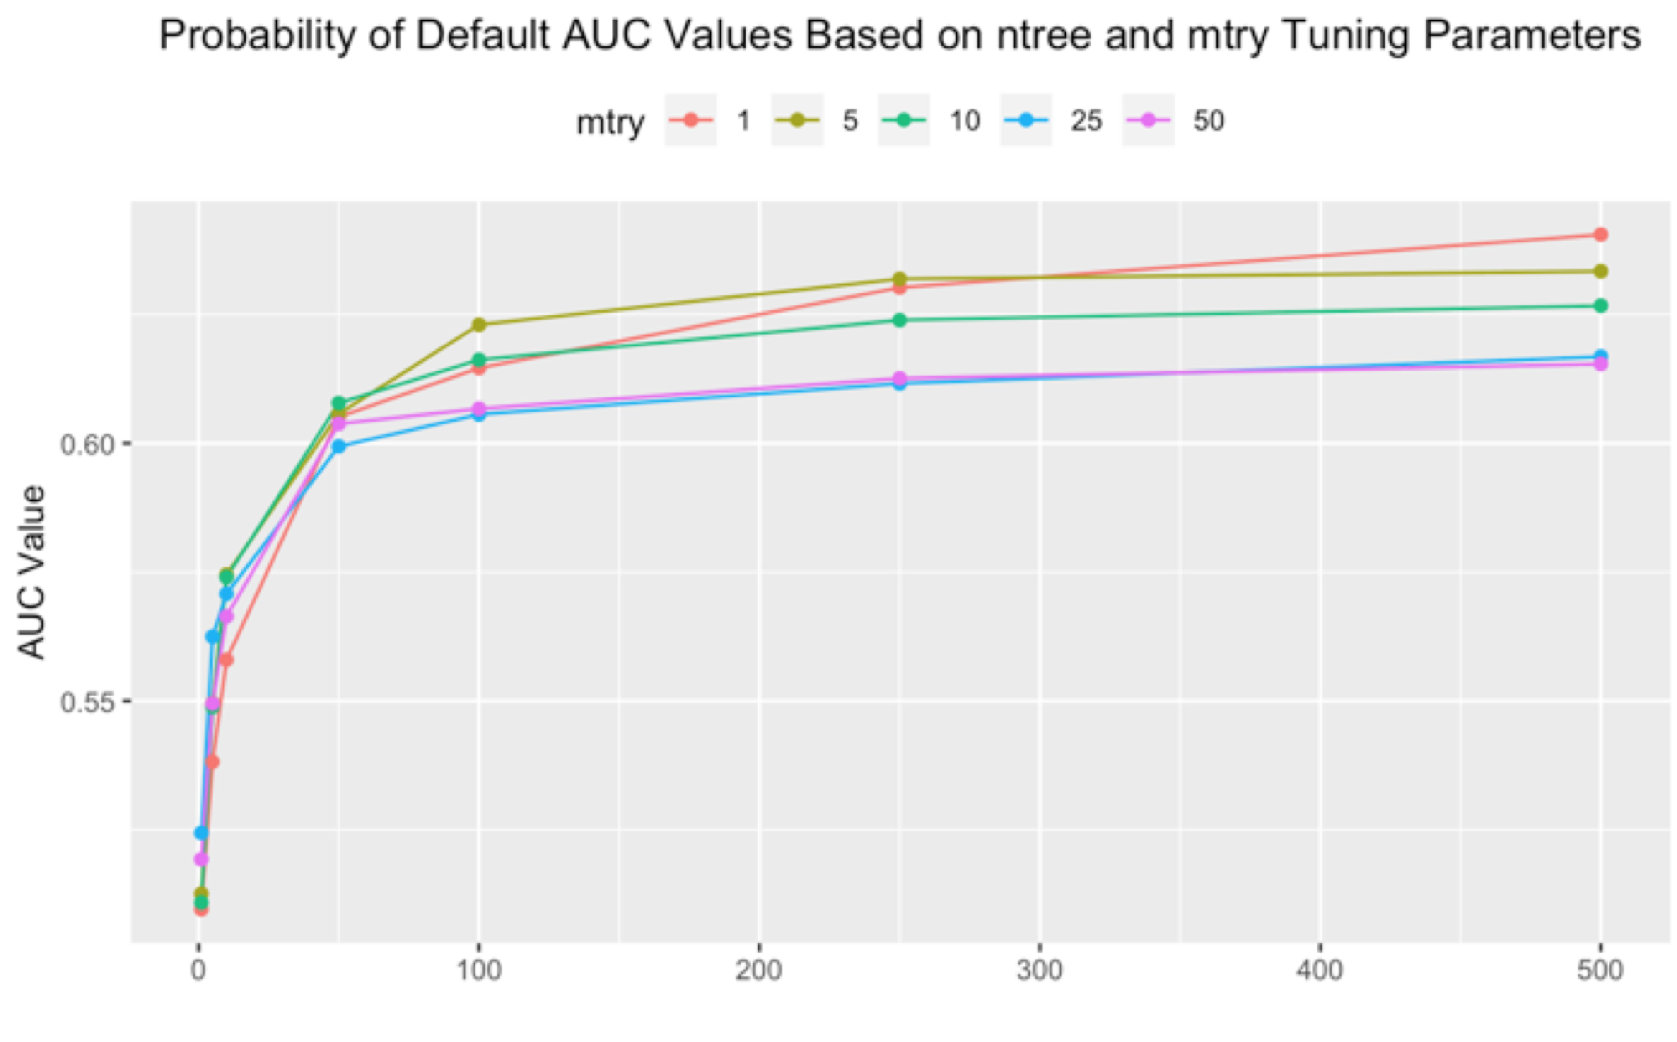 Probability of Default AUC Values Based on ntree and mtry Tuning Parameters
mtry 1 5 10 25 50
AUC Value
0.60
0.55
0 100 200 300 400 500